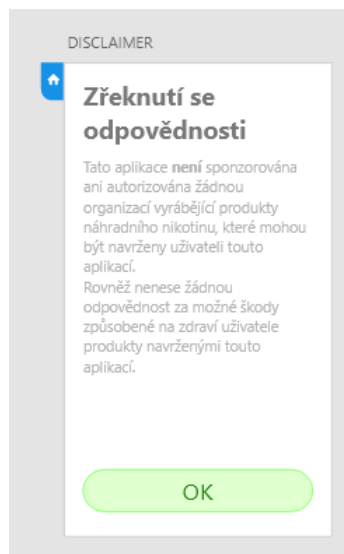 DISCLAIMER
Zřeknutí se
odpovědnosti
Tato aplikace není sponzorována
ani autorizována žádnou
organizací vyrábějící produkty
náhradního nikotinu, které mohou
být navrženy uživateli touto
aplikací.
Rovněž nenese žádnou
odpovědnost za možné škody
způsobené na zdraví uživatele
produkty navrženými touto
aplikací.
OK